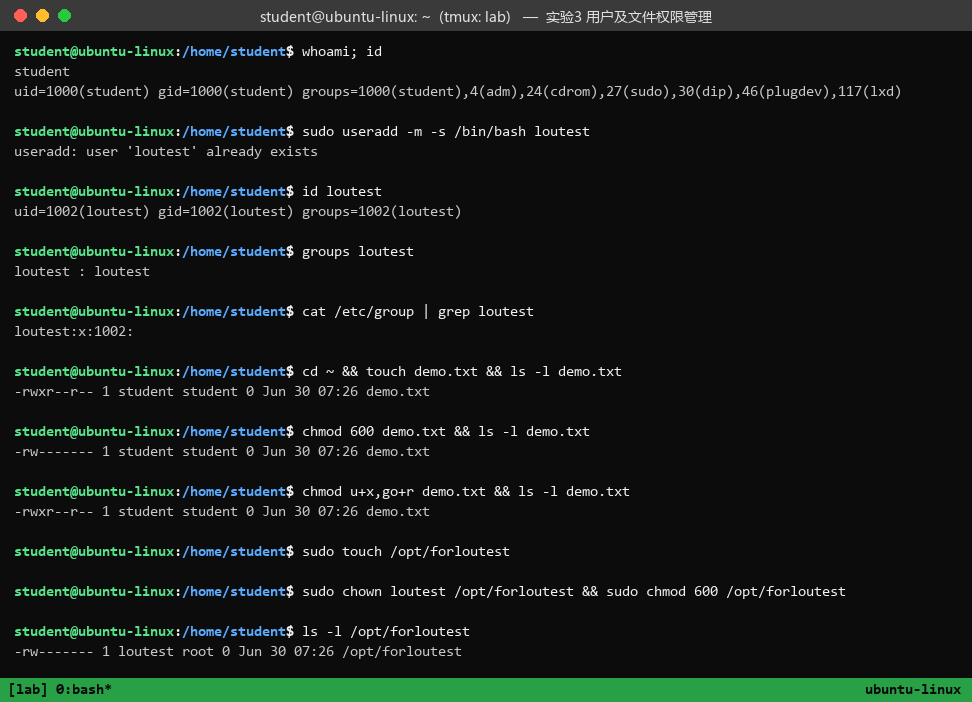 student@ubuntu-linux: ~  (tmux: lab)  — 实验3 用户及文件权限管理
student@ubuntu-linux:/home/student$ whoami; id
student
uid=1000(student) gid=1000(student) groups=1000(student),4(adm),24(cdrom),27(sudo),30(dip),46(plugdev),117(lxd)
student@ubuntu-linux:/home/student$ sudo useradd -m -s /bin/bash loutest
useradd: user 'loutest' already exists
student@ubuntu-linux:/home/student$ id loutest
uid=1002(loutest) gid=1002(loutest) groups=1002(loutest)
student@ubuntu-linux:/home/student$ groups loutest
loutest : loutest
student@ubuntu-linux:/home/student$ cat /etc/group | grep loutest
loutest:x:1002:
student@ubuntu-linux:/home/student$ cd ~ && touch demo.txt && ls -l demo.txt
-rwxr--r-- 1 student student 0 Jun 30 07:26 demo.txt
student@ubuntu-linux:/home/student$ chmod 600 demo.txt && ls -l demo.txt
-rw------- 1 student student 0 Jun 30 07:26 demo.txt
student@ubuntu-linux:/home/student$ chmod u+x,go+r demo.txt && ls -l demo.txt
-rwxr--r-- 1 student student 0 Jun 30 07:26 demo.txt
student@ubuntu-linux:/home/student$ sudo touch /opt/forloutest
student@ubuntu-linux:/home/student$ sudo chown loutest /opt/forloutest && sudo chmod 600 /opt/forloutest
student@ubuntu-linux:/home/student$ ls -l /opt/forloutest
-rw------- 1 loutest root 0 Jun 30 07:26 /opt/forloutest
[lab] 0:bash* ubuntu-linux